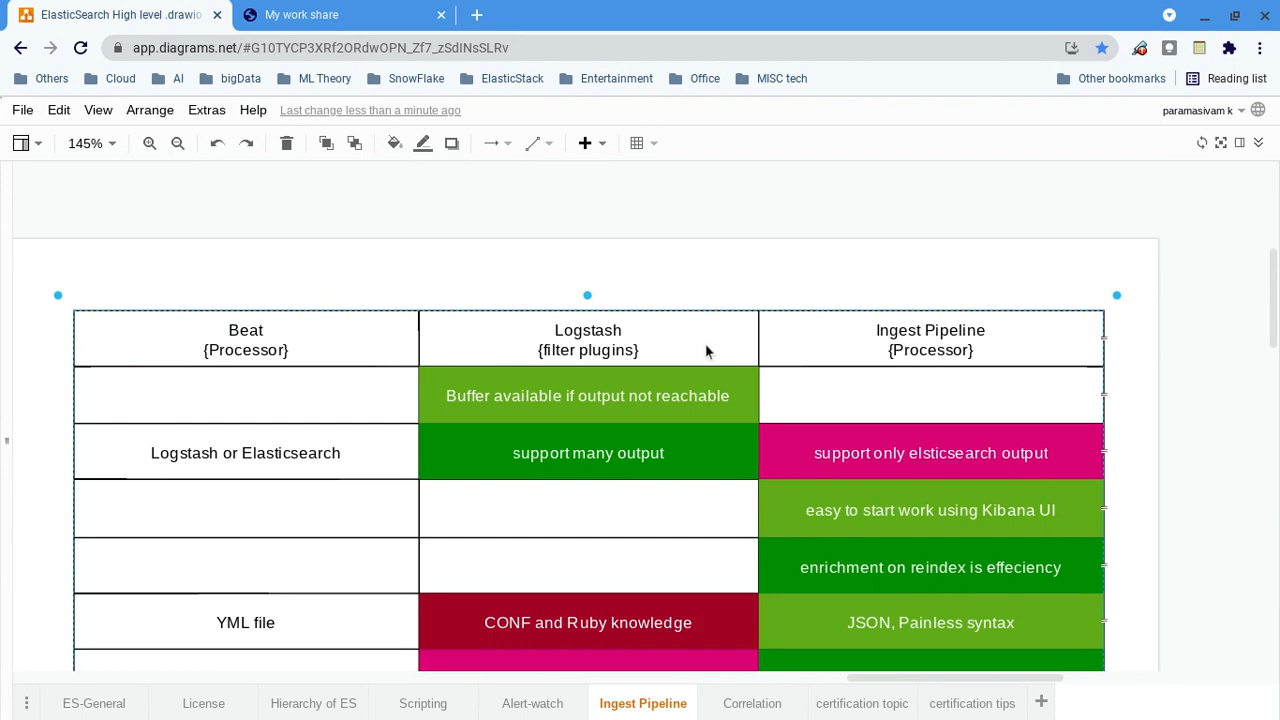 ElasticSearch High level .drawio
My work share
app.diagrams.net/#G10TYCP3XRf2ORdwOPN_Zf7_zSdINsSLRv
Others
Cloud
AI
bigData
ML Theory
SnowFlake
ElasticStack
Entertainment
Office
MISC tech
Other bookmarks
Reading list
File
Edit
View
Arrange
Extras
Help
Last change less than a minute ago
paramasivam k
145%
Beat
{Processor}
Logstash
{filter plugins}
Ingest Pipeline
{Processor}
Buffer available if output not reachable
Logstash or Elasticsearch
support many output
support only elsticsearch output
easy to start work using Kibana UI
enrichment on reindex is effeciency
YML file
CONF and Ruby knowledge
JSON, Painless syntax
ES-General
License
Hierarchy of ES
Scripting
Alert-watch
Ingest Pipeline
Correlation
certification topic
certification tips